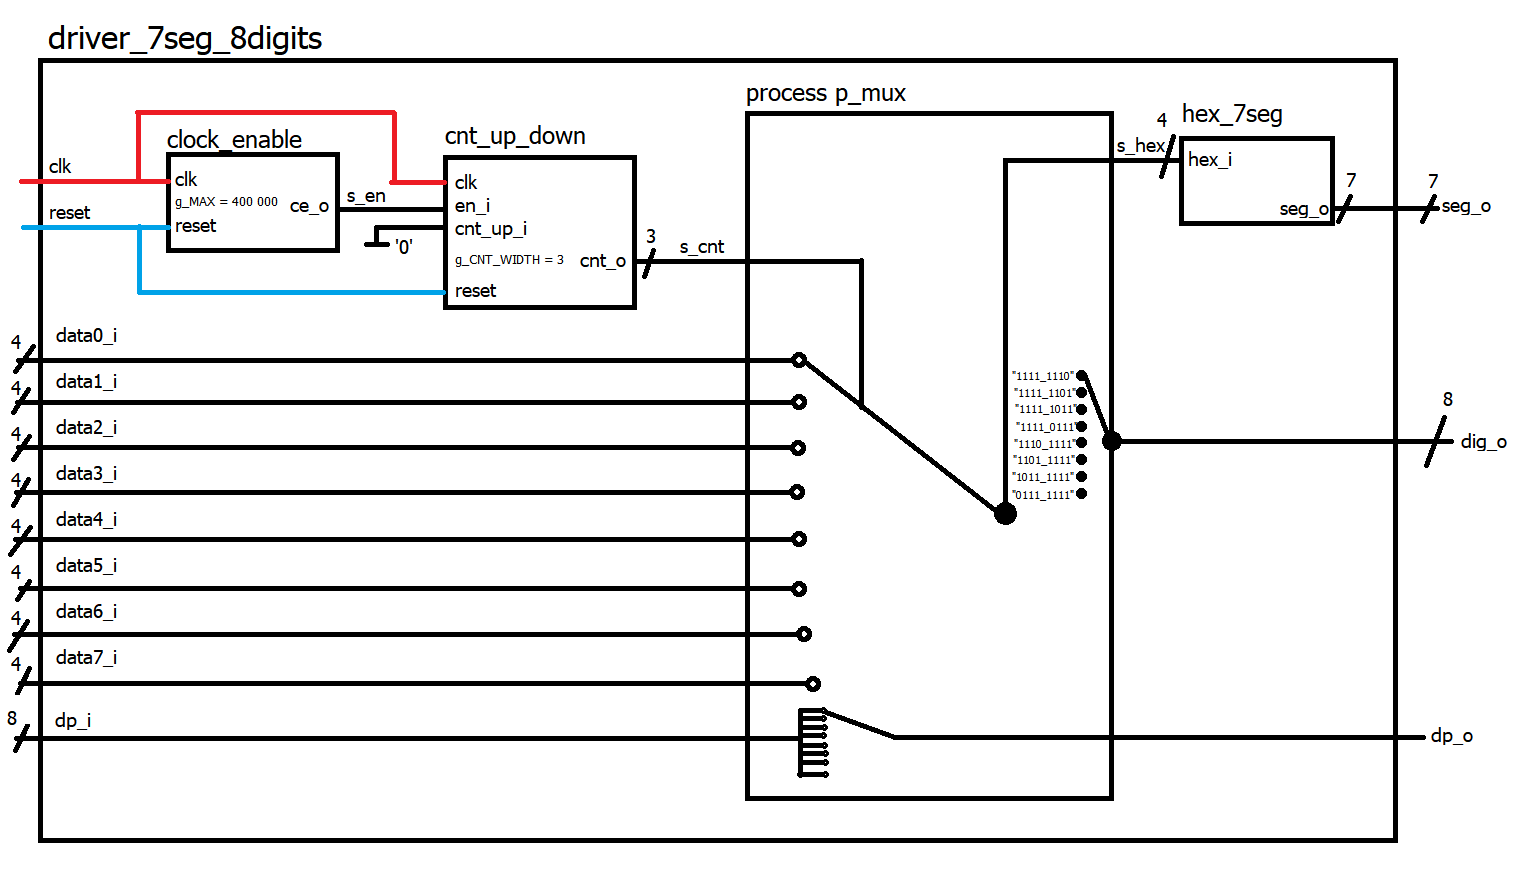 driver_7seg_8digits
process p_mux
hex_7seg
clock_enable
cnt_up_down
4
s_hex
hex_i
clk
clk
g_MAX = 400 000
ce_o
s_en
clk
en_i
cnt_up_i
'0'
reset
reset
g_CNT_WIDTH = 3
cnt_o
reset
3
s_cnt
7
seg_o
7
seg_o
4
data0_i
4
data1_i
4
data2_i
4
data3_i
4
data4_i
4
data5_i
4
data6_i
4
data7_i
8
dp_i
"1111_1110"
"1111_1101"
"1111_1011"
"1111_0111"
"1110_1111"
"1101_1111"
"1011_1111"
"0111_1111"
8
dig_o
dp_o